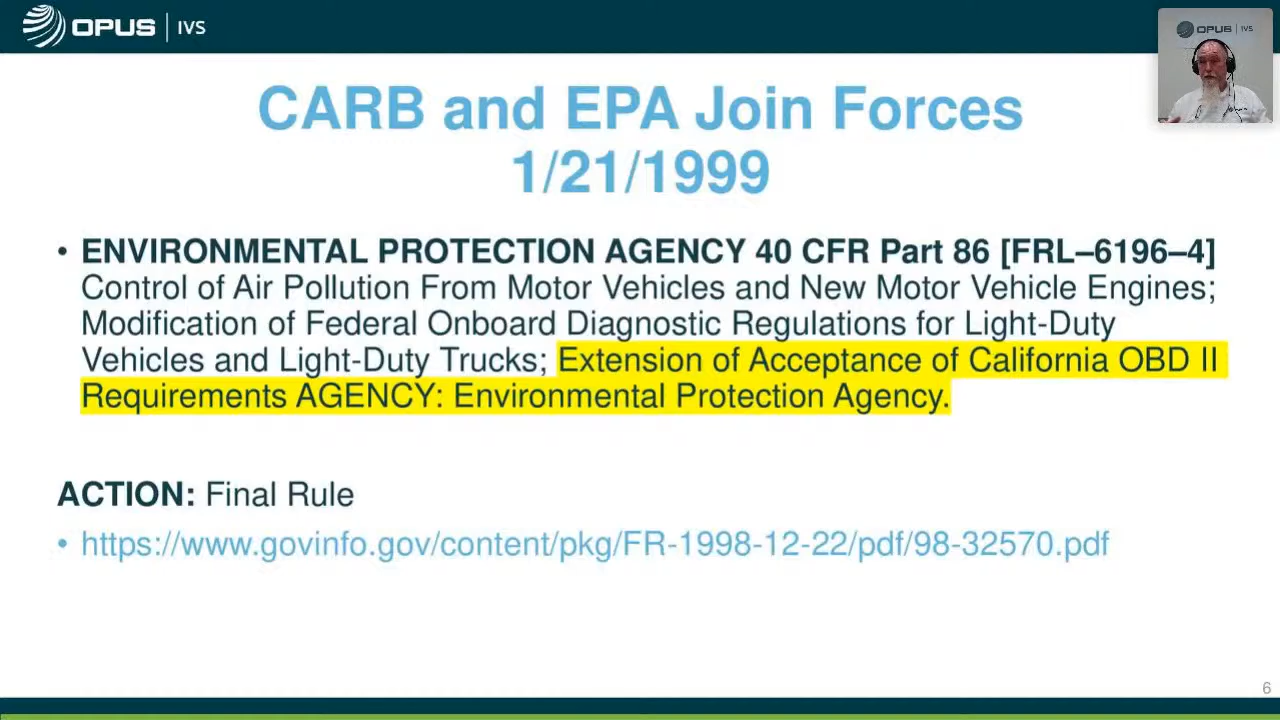 OPUS | IVS
OPUS | IVS
CARB and EPA Join Forces
1/21/1999
• ENVIRONMENTAL PROTECTION AGENCY 40 CFR Part 86 [FRL–6196–4]
Control of Air Pollution From Motor Vehicles and New Motor Vehicle Engines;
Modification of Federal Onboard Diagnostic Regulations for Light-Duty
Vehicles and Light-Duty Trucks; Extension of Acceptance of California OBD II
Requirements AGENCY: Environmental Protection Agency.
ACTION: Final Rule
• https://www.govinfo.gov/content/pkg/FR-1998-12-22/pdf/98-32570.pdf
6